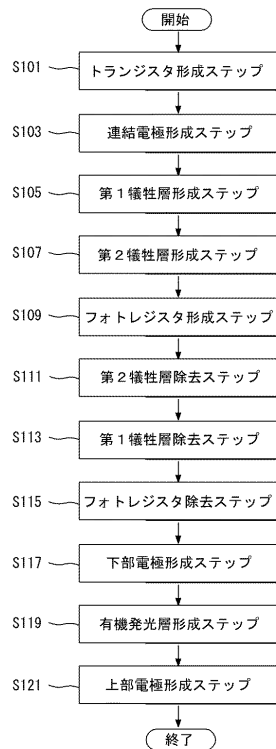 開始
S101 トランジスタ形成ステップ
S103 連結電極形成ステップ
S105 第1犠牲層形成ステップ
S107 第2犠牲層形成ステップ
S109 フォトレジスタ形成ステップ
S111 第2犠牲層除去ステップ
S113 第1犠牲層除去ステップ
S115 フォトレジスタ除去ステップ
S117 下部電極形成ステップ
S119 有機発光層形成ステップ
S121 上部電極形成ステップ
終了